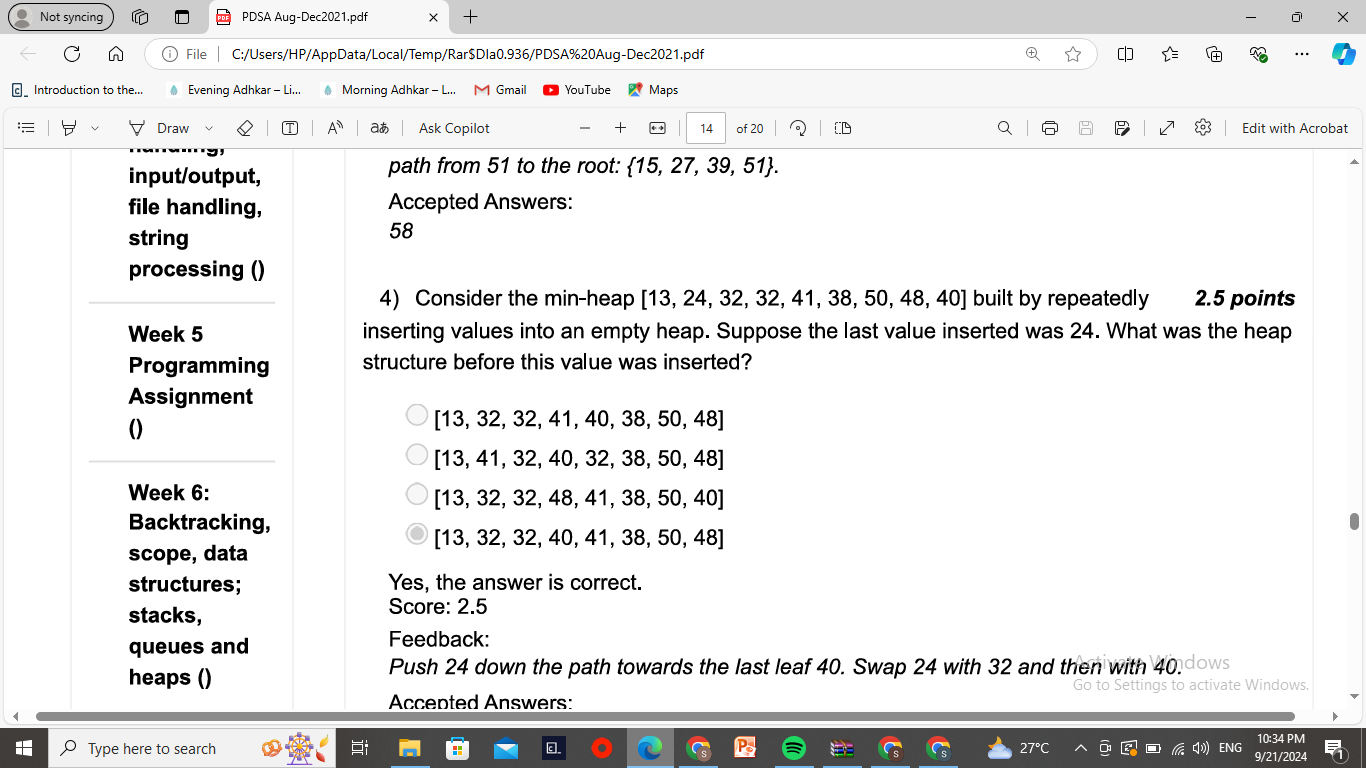 Not syncing
PDSA Aug-Dec2021.pdf
File
C:/Users/HP/AppData/Local/Temp/Rar$DIa0.936/PDSA%20Aug-Dec2021.pdf
Introduction to the...
Evening Adhkar – Li...
Morning Adhkar – L...
Gmail
YouTube
Maps
Draw
Ask Copilot
14
of 20
Edit with Acrobat
handling,
input/output,
file handling,
string
processing ()
Week 5
Programming
Assignment
()
Week 6:
Backtracking,
scope, data
structures;
stacks,
queues and
heaps ()
path from 51 to the root: {15, 27, 39, 51}.
Accepted Answers:
58
4) Consider the min-heap [13, 24, 32, 32, 41, 38, 50, 48, 40] built by repeatedly 2.5 points
inserting values into an empty heap. Suppose the last value inserted was 24. What was the heap
structure before this value was inserted?
[13, 32, 32, 41, 40, 38, 50, 48]
[13, 41, 32, 40, 32, 38, 50, 48]
[13, 32, 32, 48, 41, 38, 50, 40]
[13, 32, 32, 40, 41, 38, 50, 48]
Yes, the answer is correct.
Score: 2.5
Feedback:
Push 24 down the path towards the last leaf 40. Swap 24 with 32 and then with 40.
Accepted Answers:
Activate Windows
Go to Settings to activate Windows.
Type here to search
27°C
ENG
10:34 PM
9/21/2024